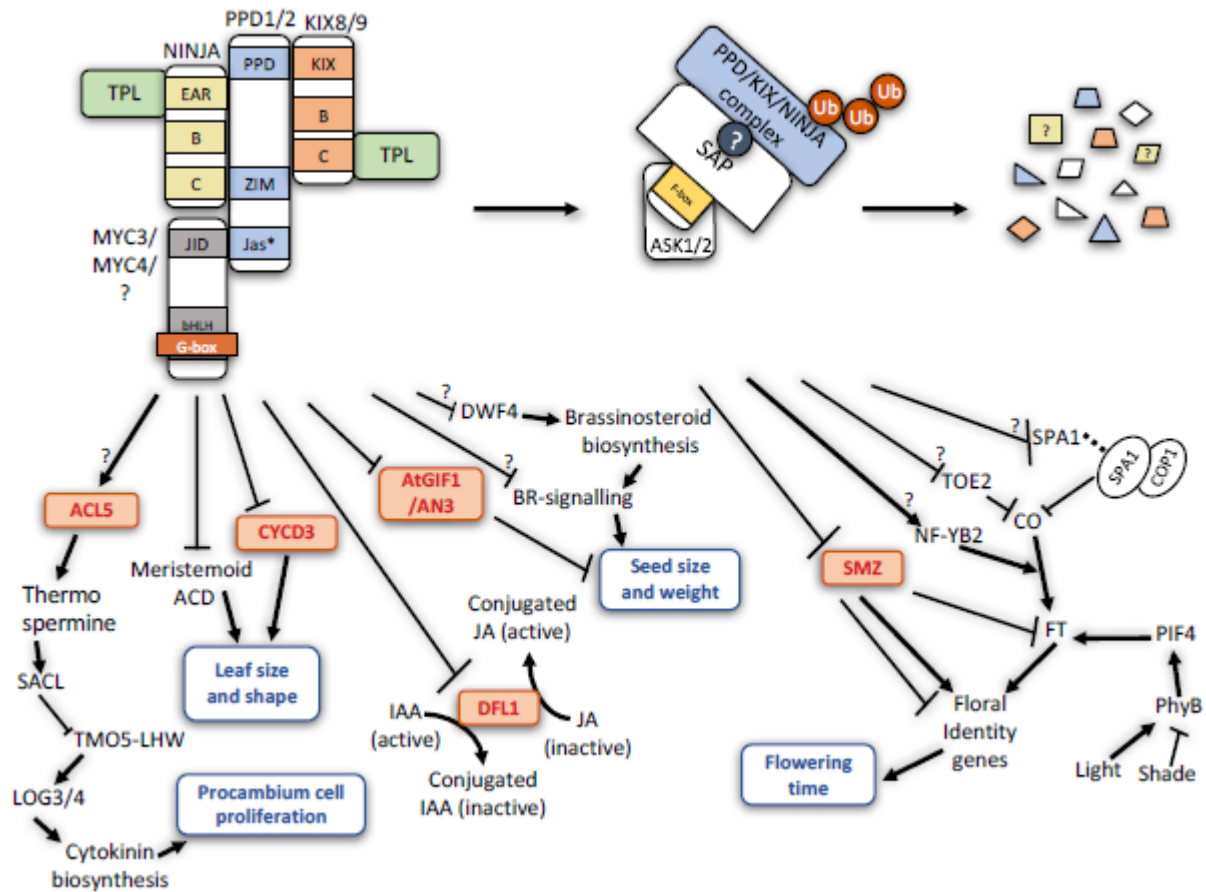 PPD1/2
KIX8/9
NINJA
PPD
KIX
TPL
EAR
B
B
C
TPL
C
ZIM
MYC3/
MYC4/
?
JID
Jas*
bHLH
G-box
PPD/KIX/NINJA
complex
Ub
Ub
Ub
?
SAP
F-box
ASK1/2
?
?
?
ACL5
Thermo
spermine
SACL
TMO5-LHW
LOG3/4
Cytokinin
biosynthesis
Procambium cell
proliferation
Meristemoid
ACD
CYCD3
Leaf size
and shape
AtGIF1
/AN3
?
DWF4
Brassinosteroid
biosynthesis
?
BR-signalling
Seed size
and weight
Conjugated
JA (active)
IAA
(active)
DFL1
JA
(inactive)
Conjugated
IAA (inactive)
?
SPA1
SPA1
COP1
?
TOE2
?
NF-YB2
CO
SMZ
FT
PIF4
PhyB
Light
Shade
Floral
Identity
genes
Flowering
time